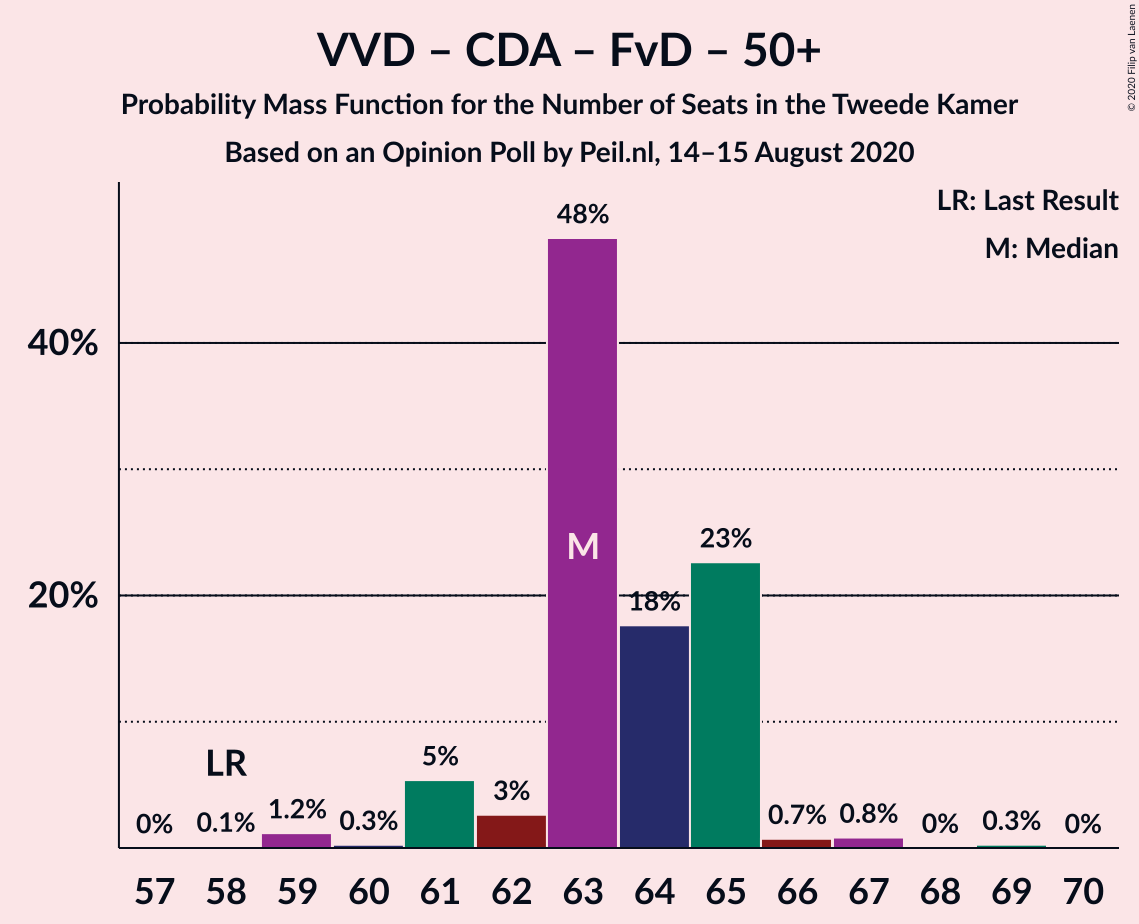 VVD – CDA – FvD – 50+
Probability Mass Function for the Number of Seats in the Tweede Kamer
Based on an Opinion Poll by Peil.nl, 14–15 August 2020
© 2020 Filip van Laenen
LR: Last Result
M: Median
48%
40%
M
23%
20%
18%
LR
5%
3%
0%
0.1%
1.2%
0.3%
0.7%
0.8%
0%
0.3%
0%
57 58 59 60 61 62 63 64 65 66 67 68 69 70